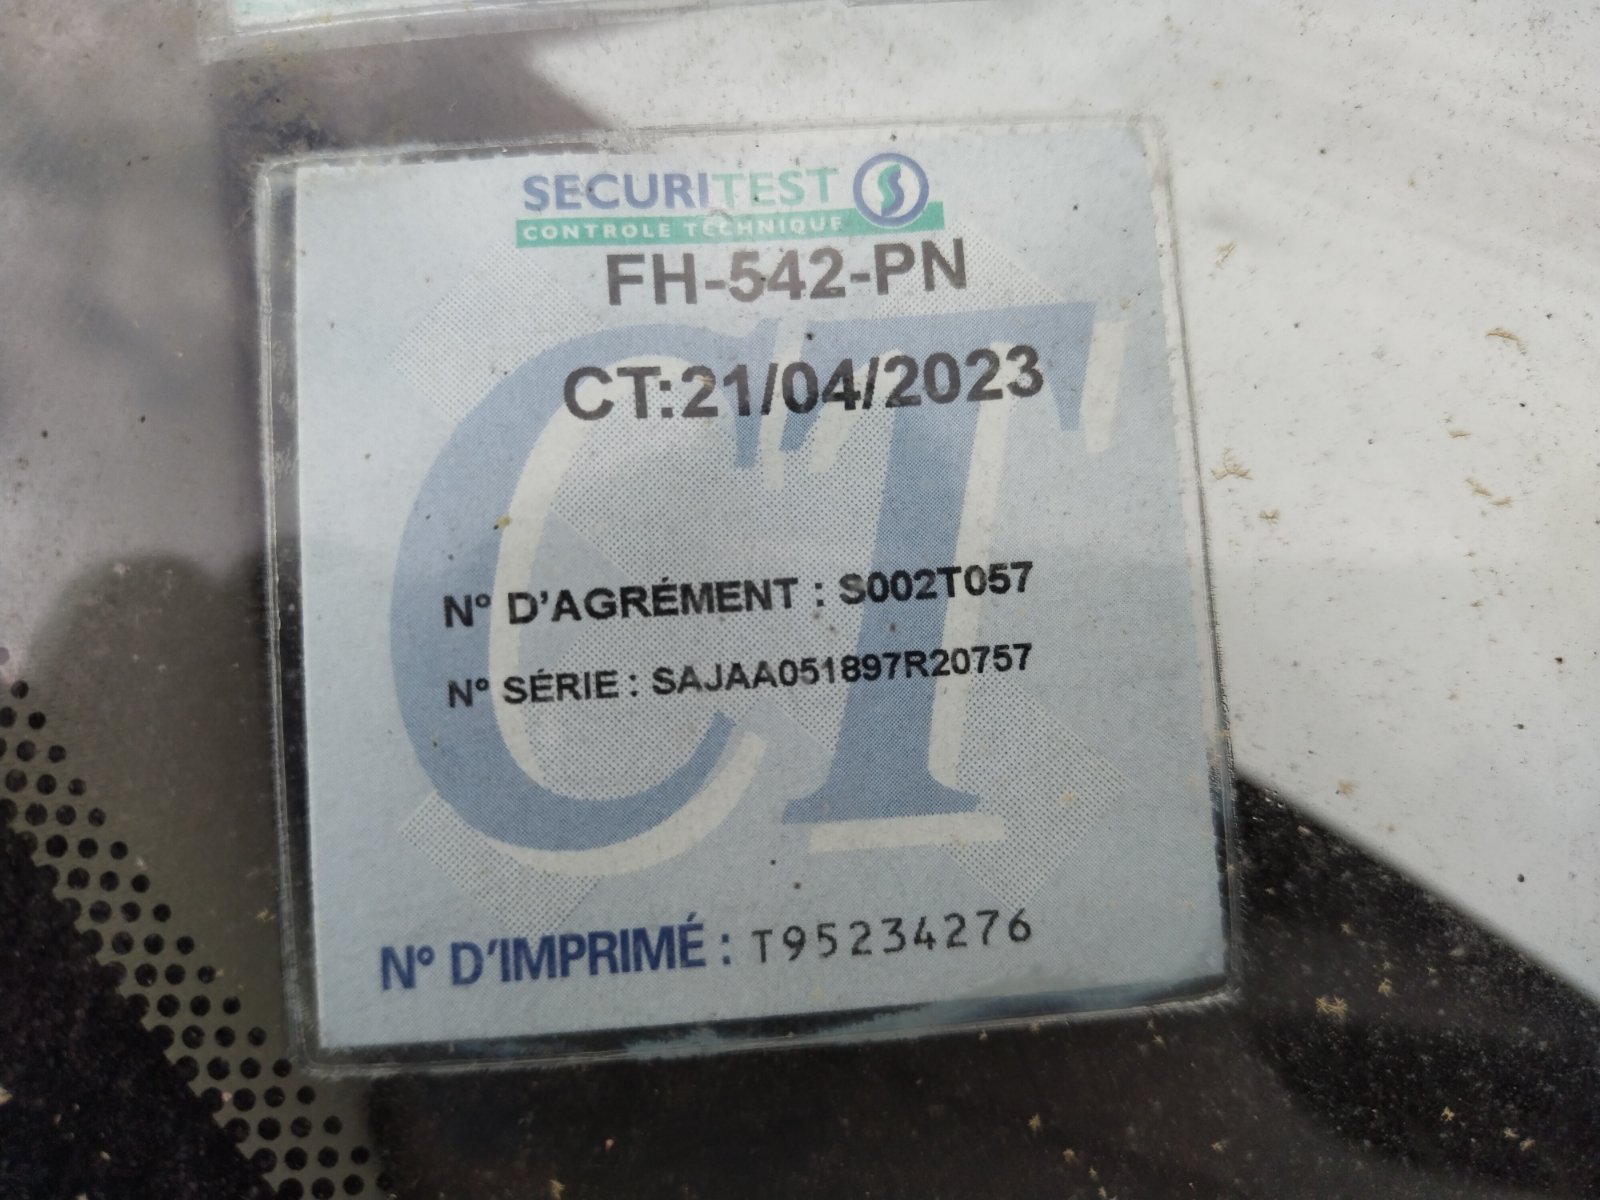 SECURITEST
CONTROLE TECHNIQUE
FH-542-PN
CT:21/04/2023
CT
N° D'AGRÉMENT : S002T057
N° SÉRIE : SAJAA051897R20757
N° D'IMPRIMÉ : T95234276